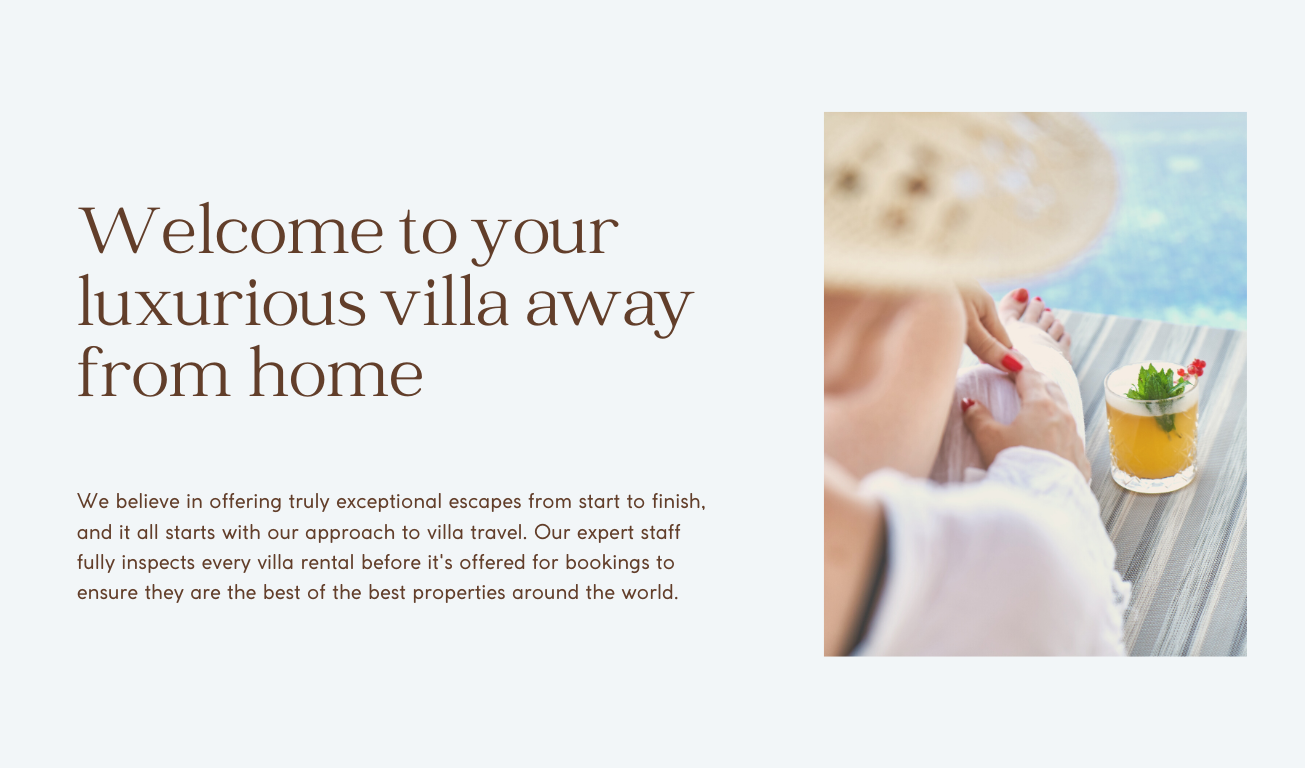 Welcome to your
luxurious villa away
from home
We believe in offering truly exceptional escapes from start to finish,
and it all starts with our approach to villa travel. Our expert staff
fully inspects every villa rental before it's offered for bookings to
ensure they are the best of the best properties around the world.